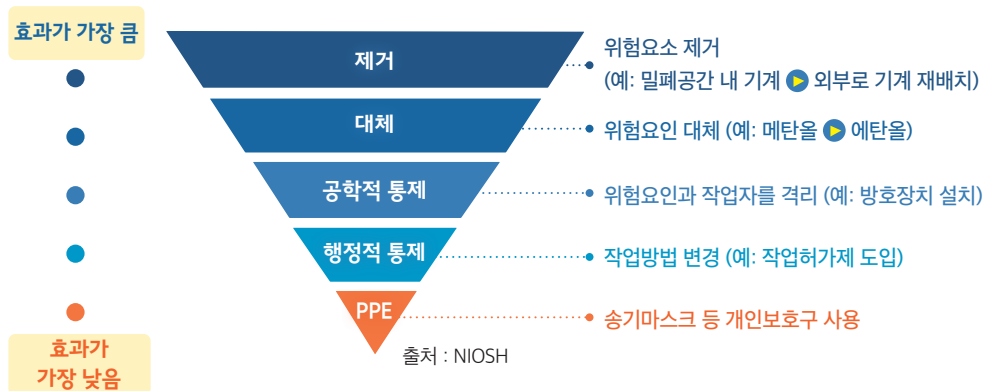 효과가 가장 큼
제거
위험요소 제거
(예: 밀폐공간 내 기계 ▶ 외부로 기계 재배치)
대체
위험요인 대체 (예: 메탄올 ▶ 에탄올)
공학적 통제
위험요인과 작업자를 격리 (예: 방호장치 설치)
행정적 통제
작업방법 변경 (예: 작업허가제 도입)
PPE
송기마스크 등 개인보호구 사용
효과가
가장 낮음
출처 : NIOSH